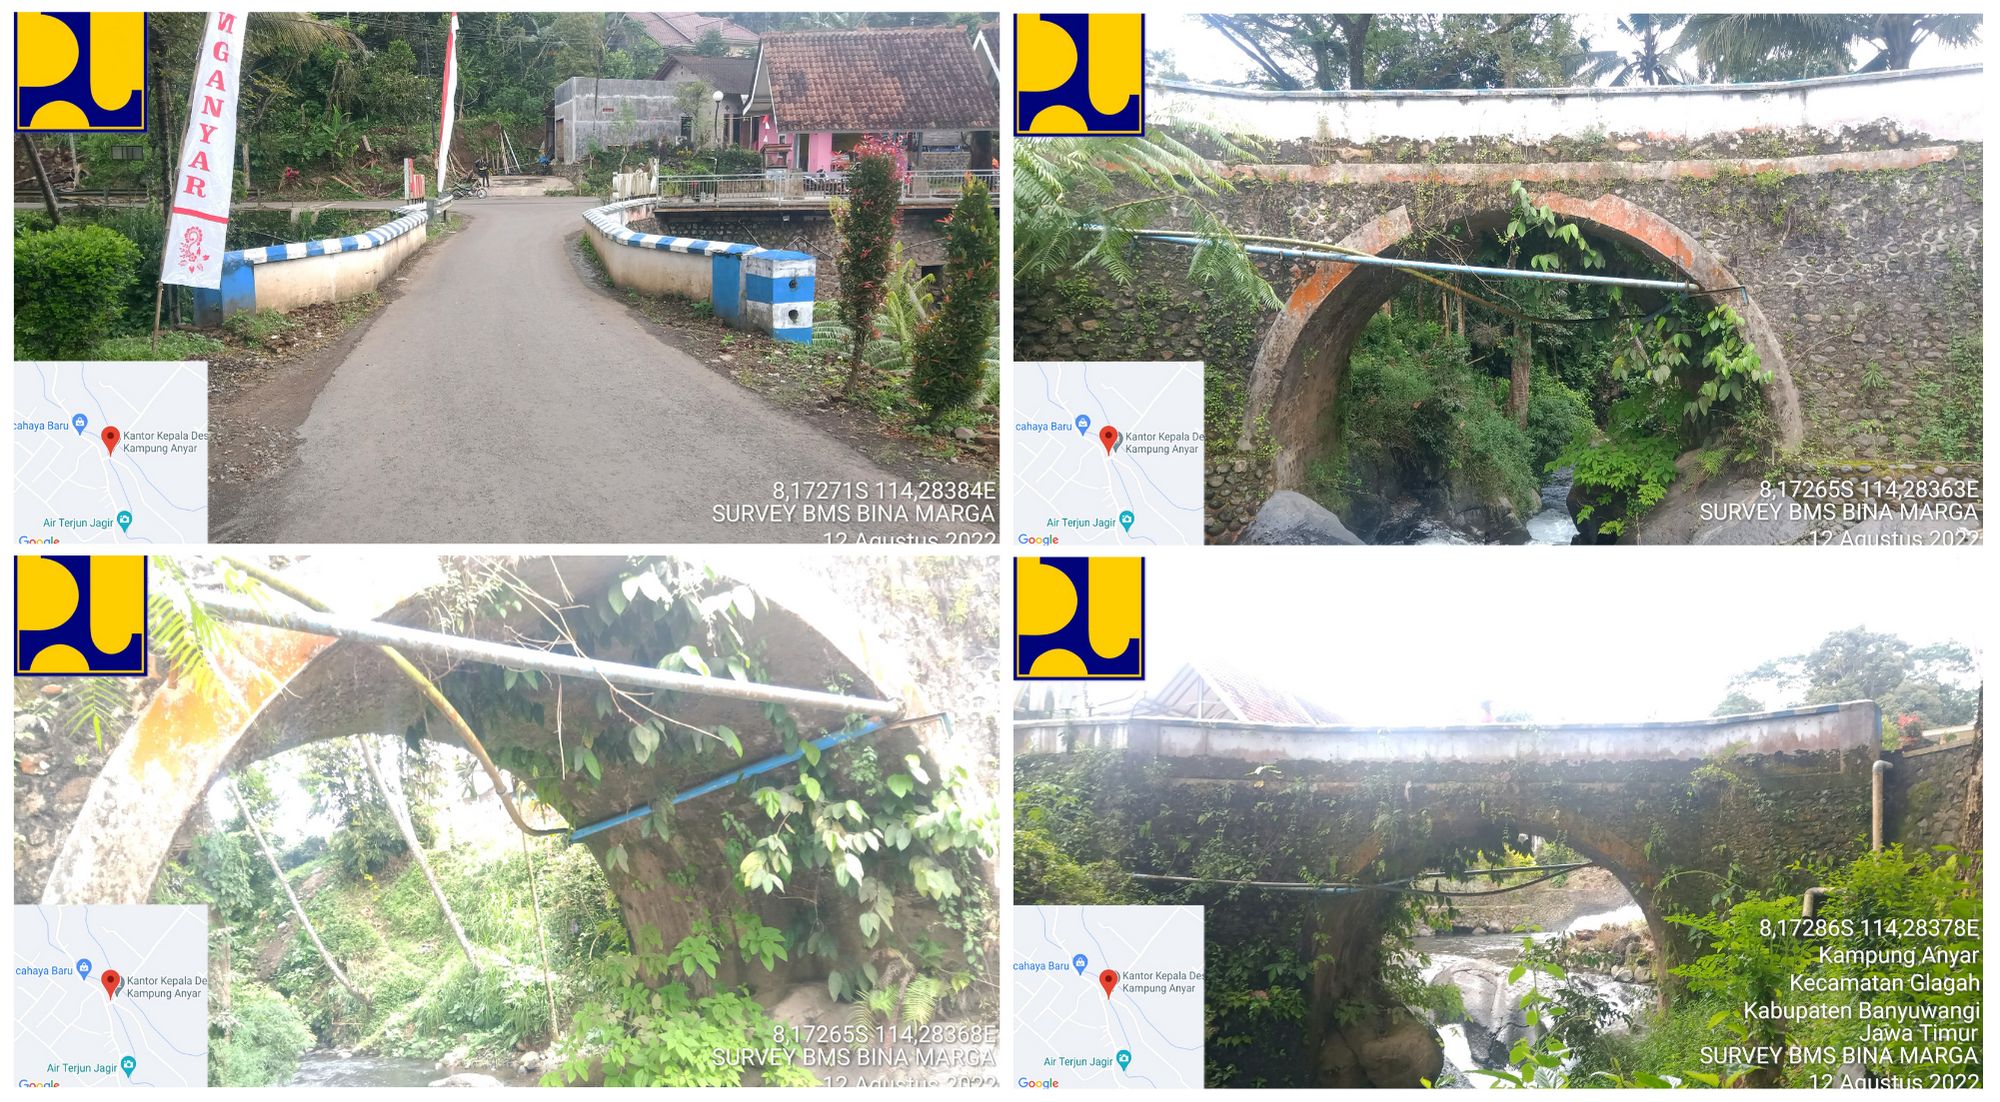 NGANYAR
cahaya Baru
Kantor Kepala Des
Kampung Anyar
Air Terjun Jagir
Google
8,17271S 114,28384E
SURVEY BMS BINA MARGA
12 Agustus 2022
cahaya Baru
Kantor Kepala De
Kampung Anyar
Air Terjun Jagir
Google
8,17265S 114,28363E
SURVEY BMS BINA MARGA
12 Agustus 2022
cahaya Baru
Kantor Kepala Des
Kampung Anyar
Air Terjun Jagir
Google
8,17265S 114,28368E
SURVEY BMS BINA MARGA
12 Agustus 2022
cahaya Baru
Kantor Kepala Des
Kampung Anyar
Air Terjun Jagir
Google
8,17286S 114,28378E
Kampung Anyar
Kecamatan Glagah
Kabupaten Banyuwangi
Jawa Timur
SURVEY BMS BINA MARGA
12 Agustus 2022